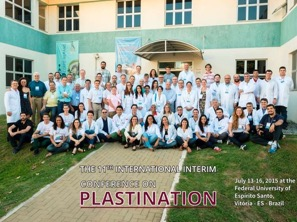 THE 11TH INTERNATIONAL INTERIM
CONFERENCE ON
PLASTINATION
July 13-16, 2015 at the
Federal University of
Espírito Santo,
Vitória - ES - Brazil